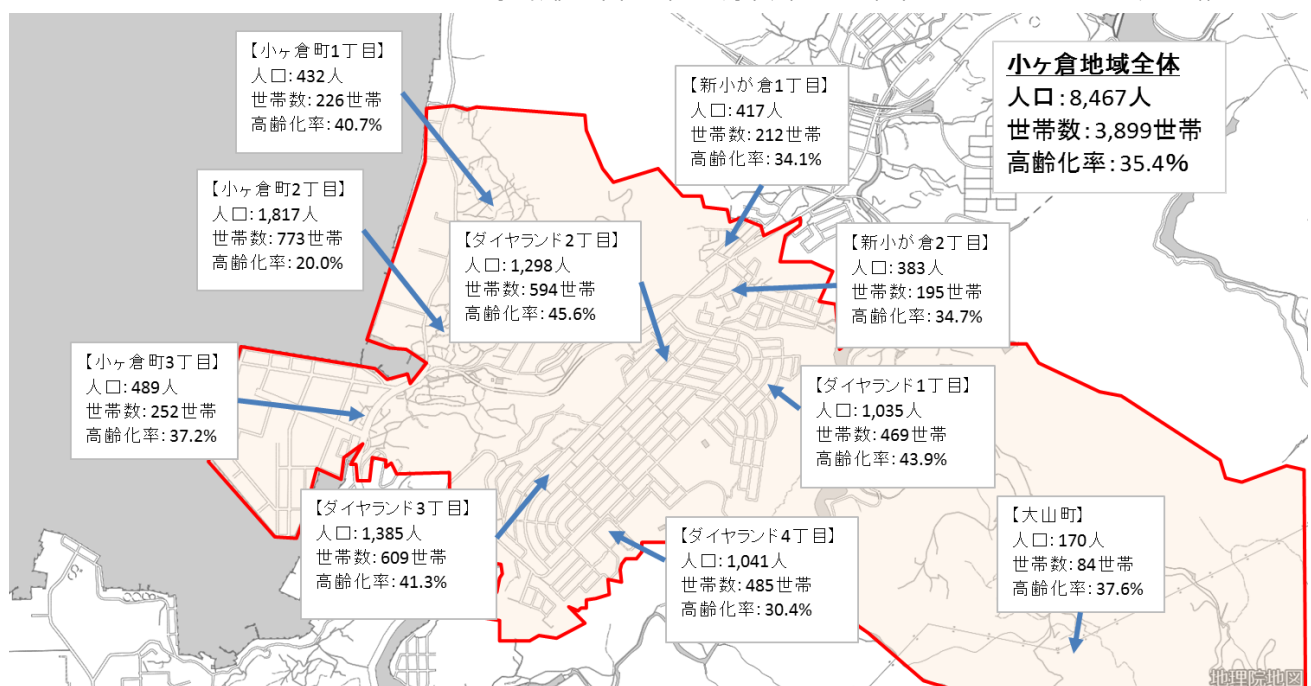 【小ヶ倉町1丁目】
人口:432人
世帯数:226世帯
高齢化率:40.7%
【新小が倉1丁目】
人口:417人
世帯数:212世帯
高齢化率:34.1%
小ヶ倉地域全体
人口:8,467人
世帯数:3,899世帯
高齢化率:35.4%
【小ヶ倉町2丁目】
人口:1,817人
世帯数:773世帯
高齢化率:20.0%
【ダイヤランド2丁目】
人口:1,298人
世帯数:594世帯
高齢化率:45.6%
【新小が倉2丁目】
人口:383人
世帯数:195世帯
高齢化率:34.7%
【小ヶ倉町3丁目】
人口:489人
世帯数:252世帯
高齢化率:37.2%
【ダイヤランド1丁目】
人口:1,035人
世帯数:469世帯
高齢化率:43.9%
【ダイヤランド3丁目】
人口:1,385人
世帯数:609世帯
高齢化率:41.3%
【ダイヤランド4丁目】
人口:1,041人
世帯数:485世帯
高齢化率:30.4%
【大山町】
人口:170人
世帯数:84世帯
高齢化率:37.6%
地理院地図